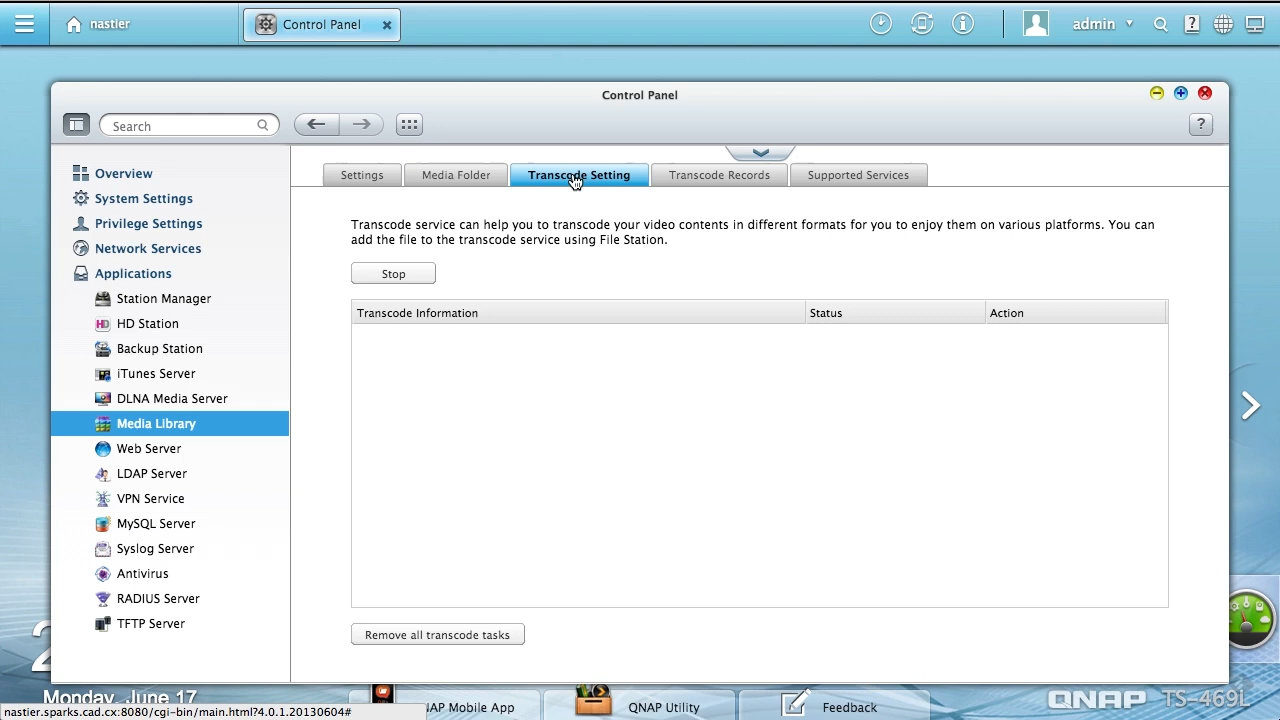 nastier
Control Panel
admin
Control Panel
Search
?
Overview
System Settings
Privilege Settings
Network Services
Applications
Station Manager
HD Station
Backup Station
iTunes Server
DLNA Media Server
Media Library
Web Server
LDAP Server
VPN Service
MySQL Server
Syslog Server
Antivirus
RADIUS Server
TFTP Server
Settings
Media Folder
Transcode Setting
Transcode Records
Supported Services
Transcode service can help you to transcode your video contents in different formats for you to enjoy them on various platforms. You can
add the file to the transcode service using File Station.
Stop
Transcode Information
Status
Action
Remove all transcode tasks
Monday, June 17
NAP Mobile App
QNAP Utility
Feedback
QNAP TS-469L
nastier.sparks.cad.cx:8080/cgi-bin/main.html?4.0.1.20130604#